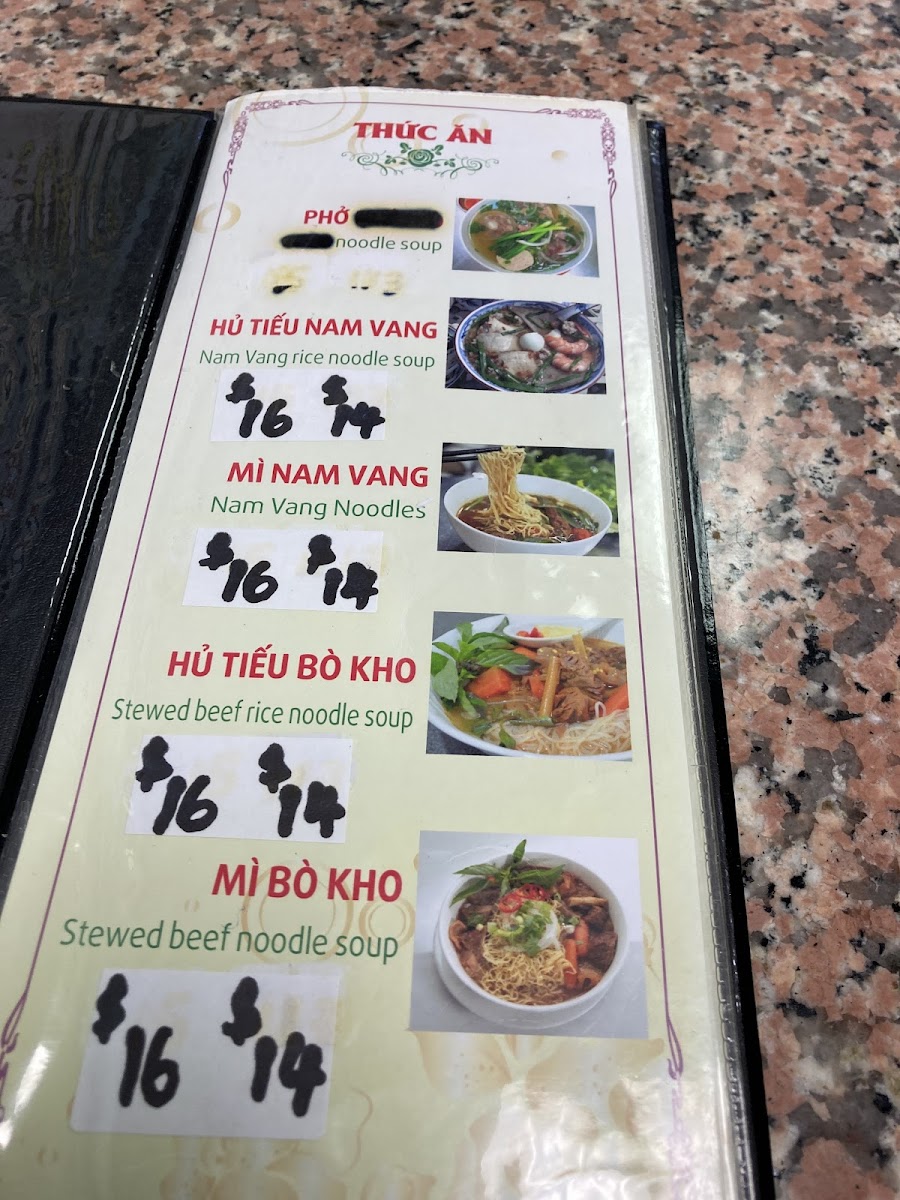 THỨC ĂN
PHỞ
noodle soup
HỦ TIẾU NAM VANG
Nam Vang rice noodle soup
$16 $14
MÌ NAM VANG
Nam Vang Noodles
$16 $14
HỦ TIẾU BÒ KHO
Stewed beef rice noodle soup
$16 $14
MÌ BÒ KHO
Stewed beef noodle soup
$16 $14